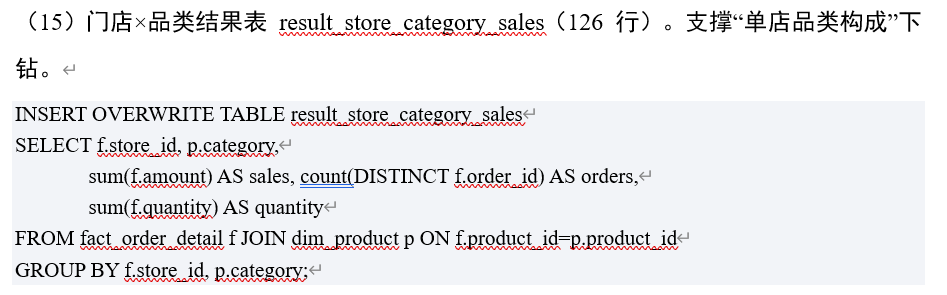 （15）门店×品类结果表 result_store_category_sales（126 行）。支撑“单店品类构成”下
钻。↵
INSERT OVERWRITE TABLE result_store_category_sales↵
SELECT f.store_id, p.category,↵
sum(f.amount) AS sales, count(DISTINCT f.order_id) AS orders,↵
sum(f.quantity) AS quantity↵
FROM fact_order_detail f JOIN dim_product p ON f.product_id=p.product_id↵
GROUP BY f.store_id, p.category;↵